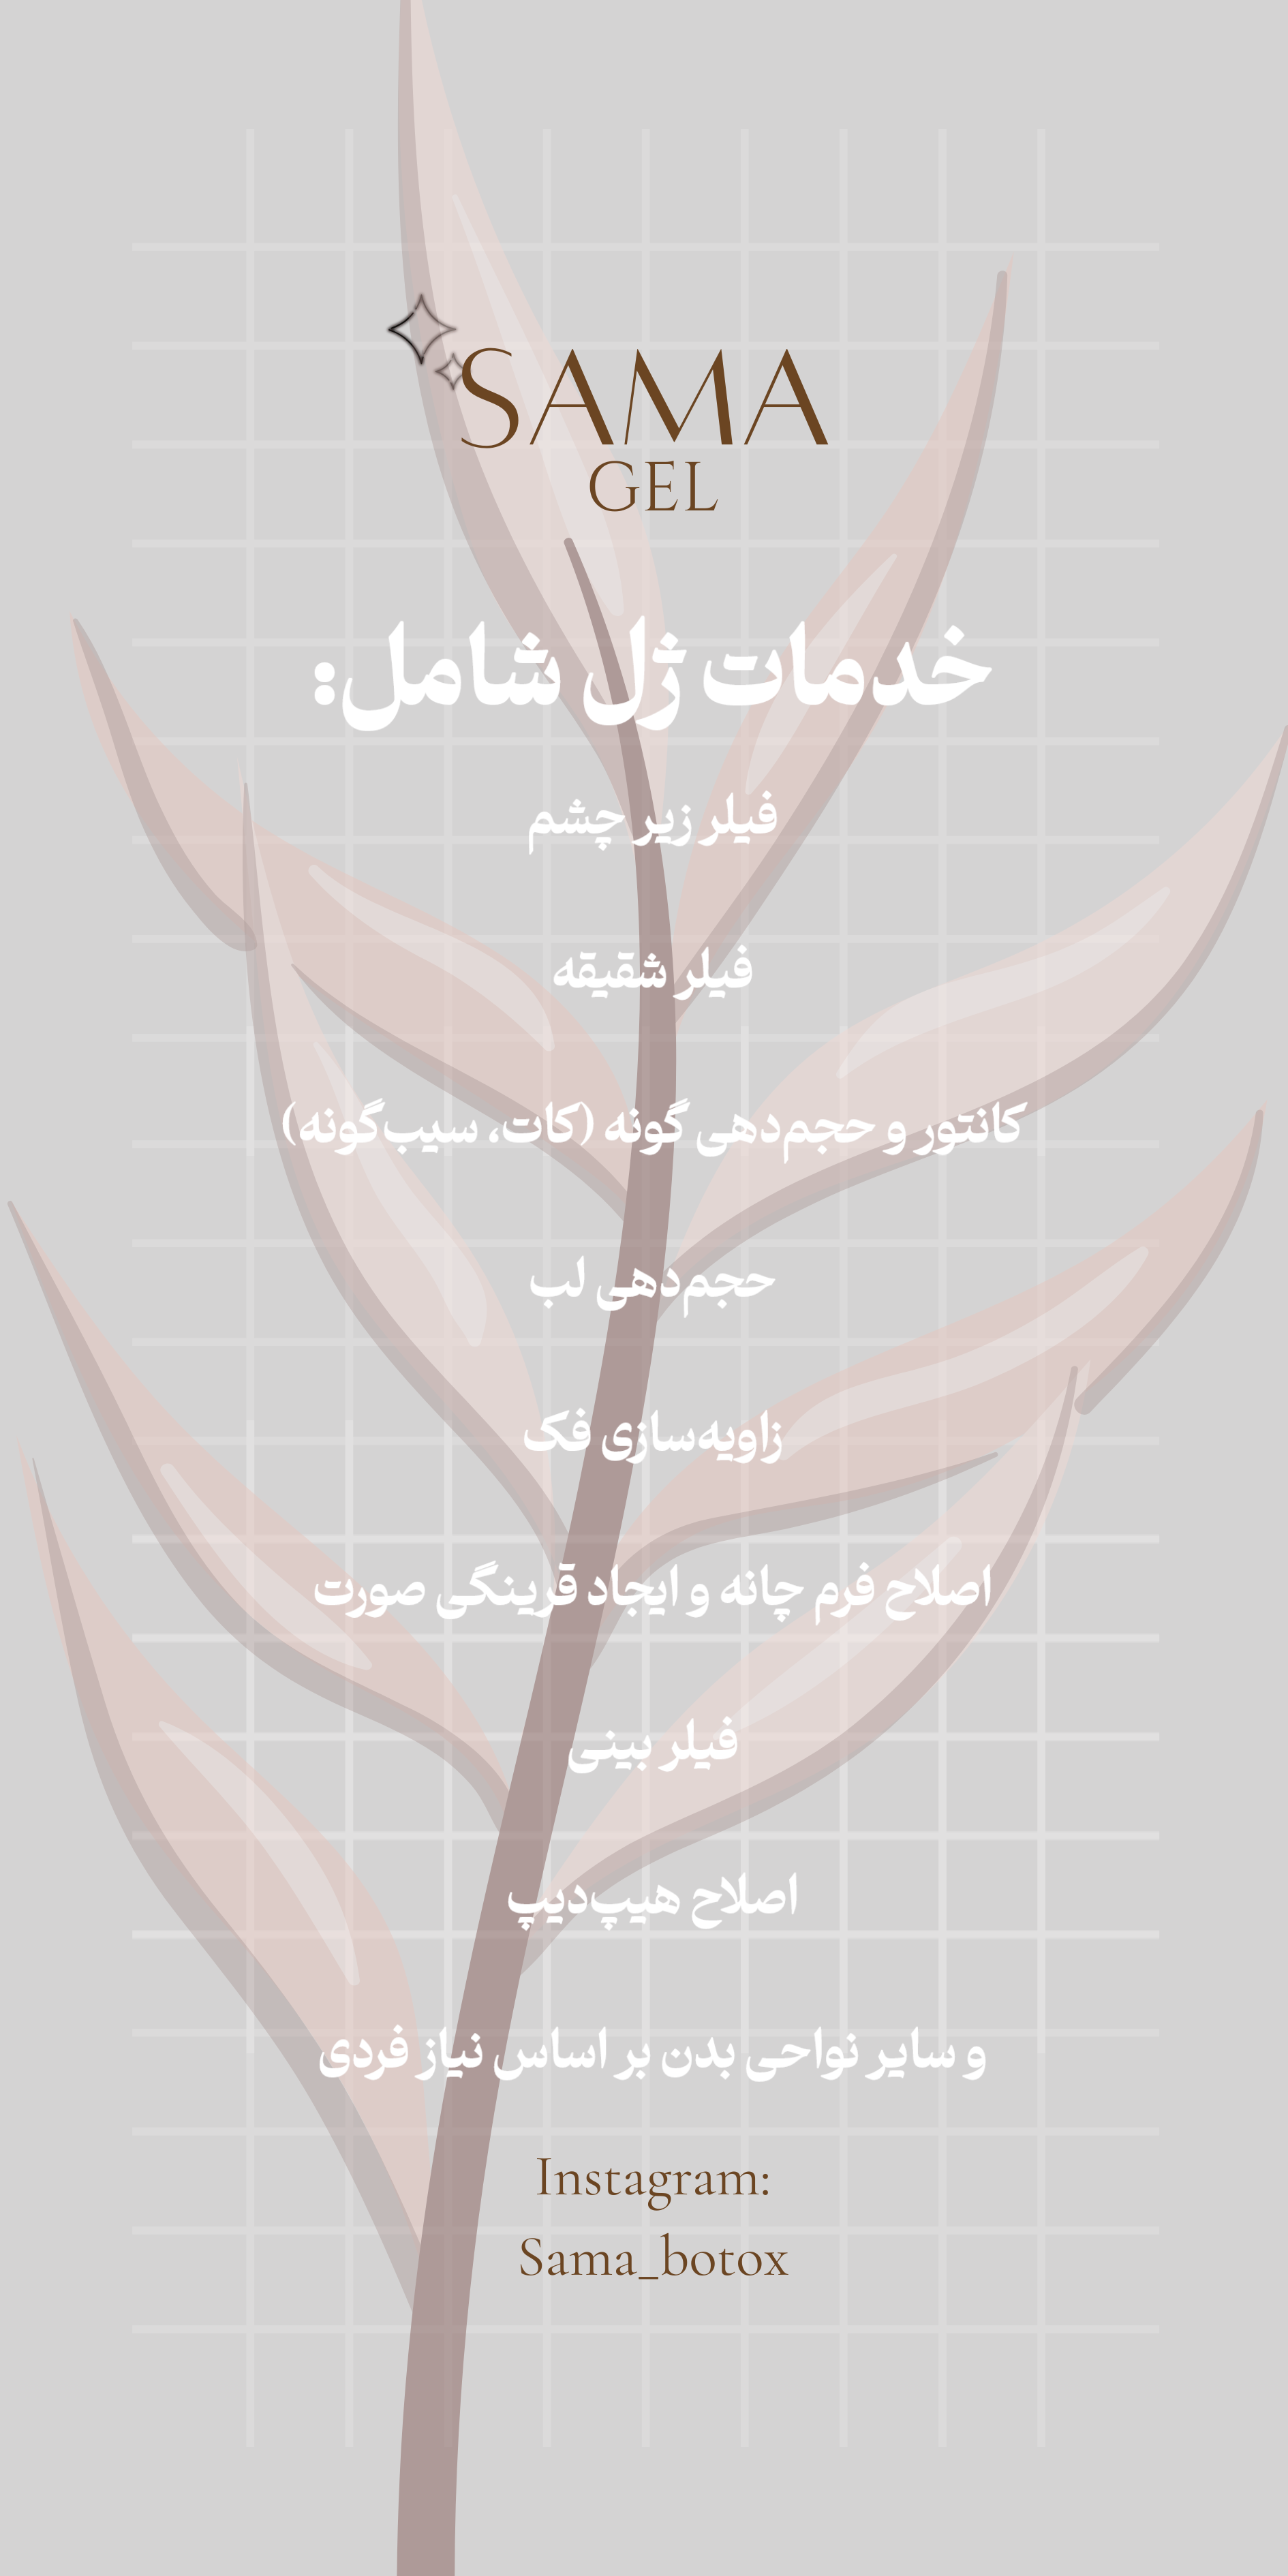 SAMA
GEL
خدمات ژل شامل:
فیلر زیر چشم
فیلر شقیقه
کانتور و حجم‌دهی گونه (کات، سیب‌گونه)
حجم‌دهی لب
زاویه‌سازی فک
اصلاح فرم چانه و ایجاد قرینگی صورت
فیلر بینی
اصلاح هیپ‌دیپ
و سایر نواحی بدن بر اساس نیاز فردی
Instagram:
Sama_botox